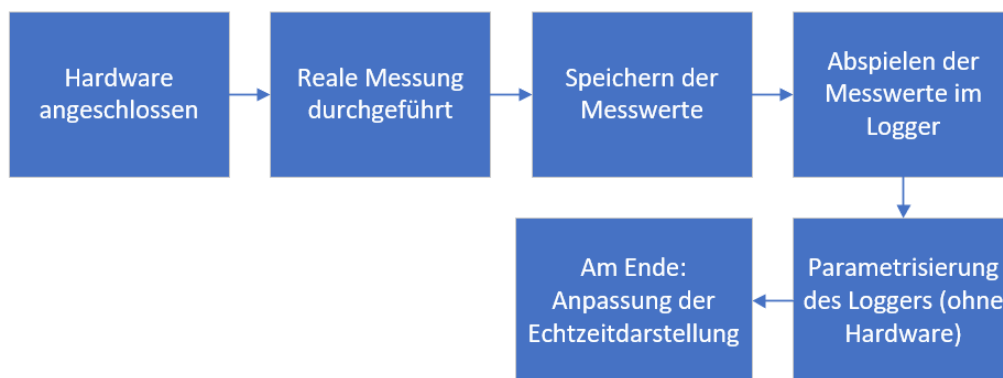 Hardware
angeschlossen
Reale Messung
durchgeführt
Speichern der
Messwerte
Abspielen der
Messwerte im
Logger
Parametrisierung
des Loggers (ohne
Hardware)
Am Ende:
Anpassung der
Echtzeitdarstellung